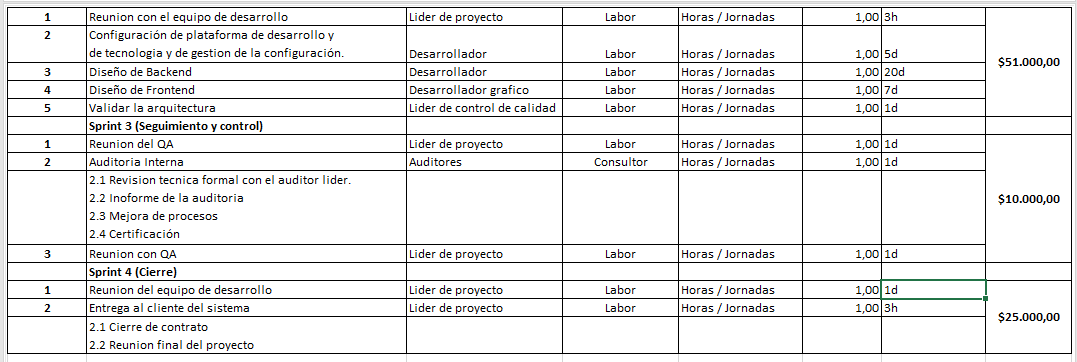 1 Reunion con el equipo de desarrollo Lider de proyecto Labor Horas / Jornadas 1,00 3h
2 Configuración de plataforma de desarrollo y
de tecnologia y de gestion de la configuración. Desarrollador Labor Horas / Jornadas 1,00 5d
$51.000,00
3 Diseño de Backend Desarrollador Labor Horas / Jornadas 1,00 20d
4 Diseño de Frontend Desarrollador grafico Labor Horas / Jornadas 1,00 7d
5 Validar la arquitectura Lider de control de calidad Labor Horas / Jornadas 1,00 1d
Sprint 3 (Seguimiento y control)
1 Reunion del QA Lider de proyecto Labor Horas / Jornadas 1,00 1d
2 Auditoria Interna Auditores Consultor Horas / Jornadas 1,00 1d
2.1 Revision tecnica formal con el auditor lider.
2.2 Inoforme de la auditoria
$10.000,00
2.3 Mejora de procesos
2.4 Certificación
3 Reunion con QA Lider de proyecto Labor Horas / Jornadas 1,00 1d
Sprint 4 (Cierre)
1 Reunion del equipo de desarrollo Lider de proyecto Labor Horas / Jornadas 1,00 1d
2 Entrega al cliente del sistema Lider de proyecto Labor Horas / Jornadas 1,00 3h
$25.000,00
2.1 Cierre de contrato
2.2 Reunion final del proyecto